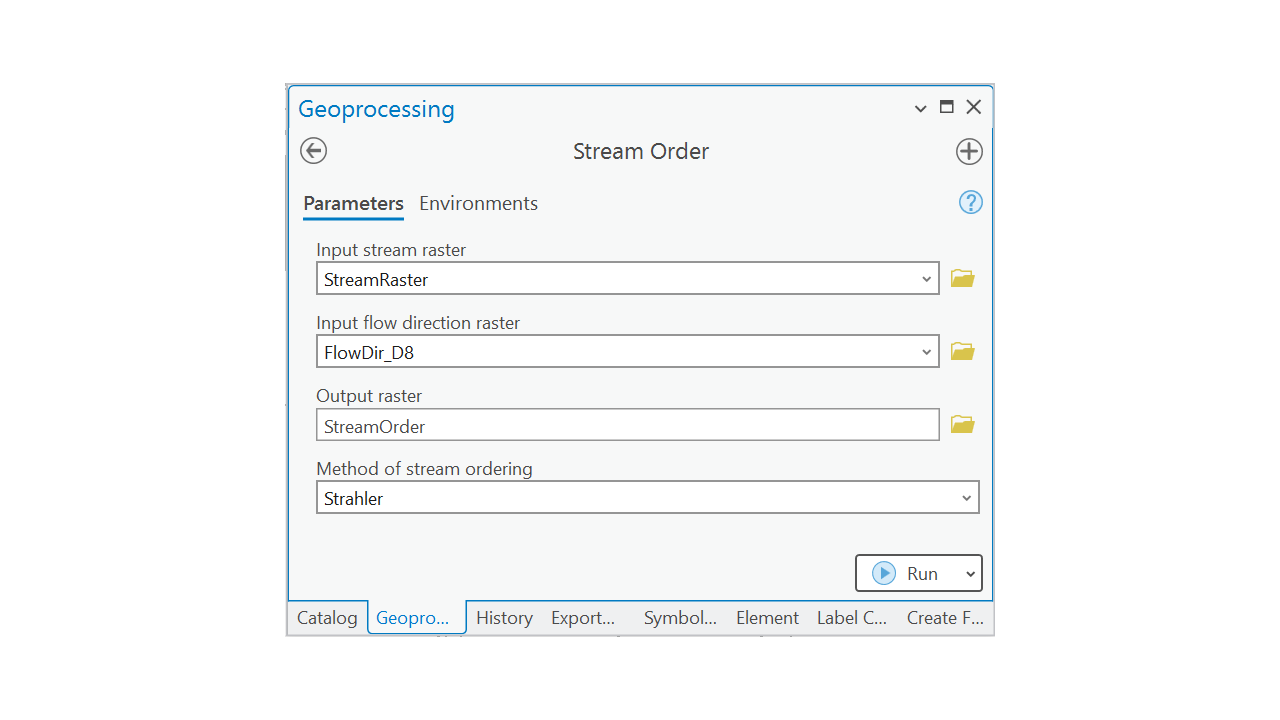 Geoprocessing
Stream Order
Parameters Environments
Input stream raster
StreamRaster
Input flow direction raster
FlowDir_D8
Output raster
StreamOrder
Method of stream ordering
Strahler
Run
Catalog Geopro... History Export... Symbol... Element Label C... Create F...